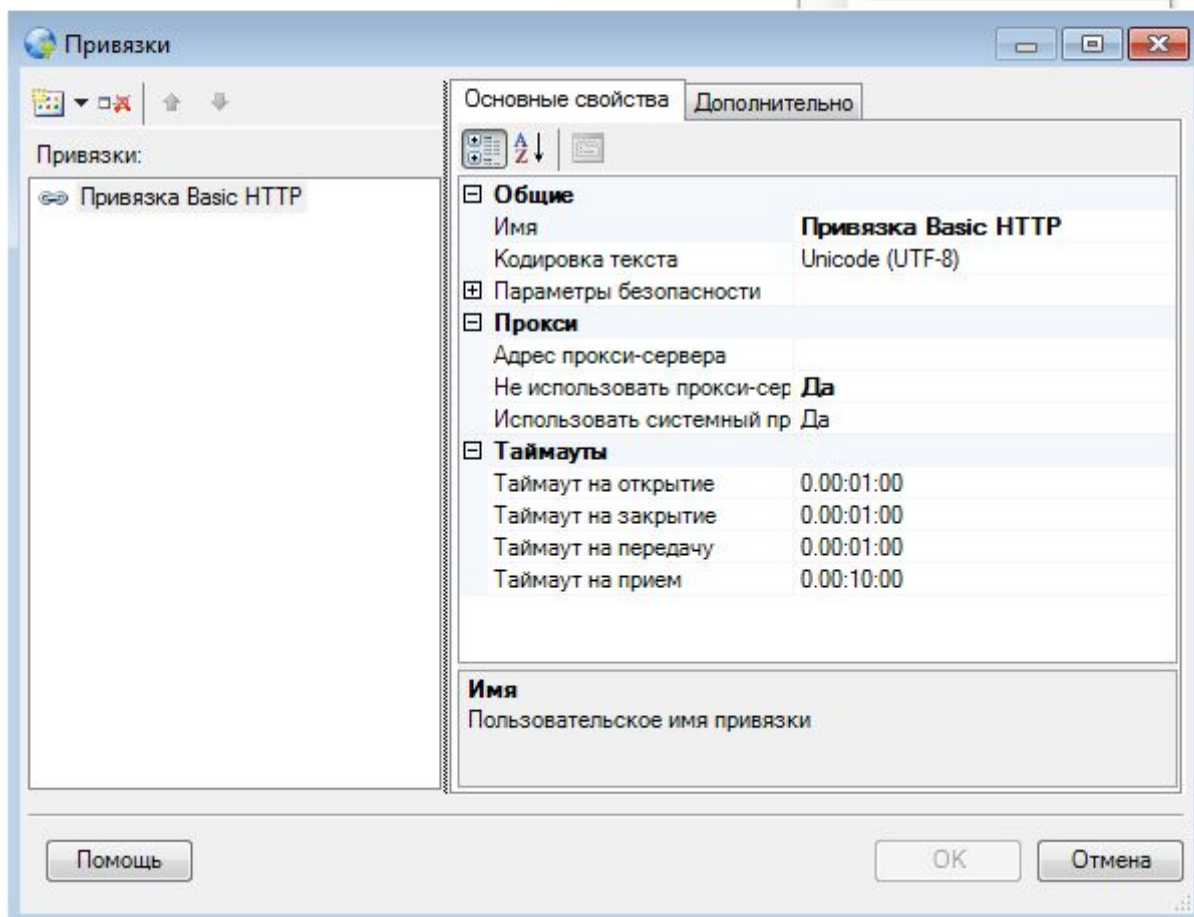 Привязки
Основные свойства
Дополнительно
Привязки:
Привязка Basic HTTP
Общие
Имя Привязка Basic HTTP
Кодировка текста Unicode (UTF-8)
Параметры безопасности
Прокси
Адрес прокси-сервера
Не использовать прокси-сер Да
Использовать системный пр Да
Таймауты
Таймаут на открытие 0.00:01:00
Таймаут на закрытие 0.00:01:00
Таймаут на передачу 0.00:01:00
Таймаут на прием 0.00:10:00
Имя
Пользовательское имя привязки
Помощь
OK
Отмена